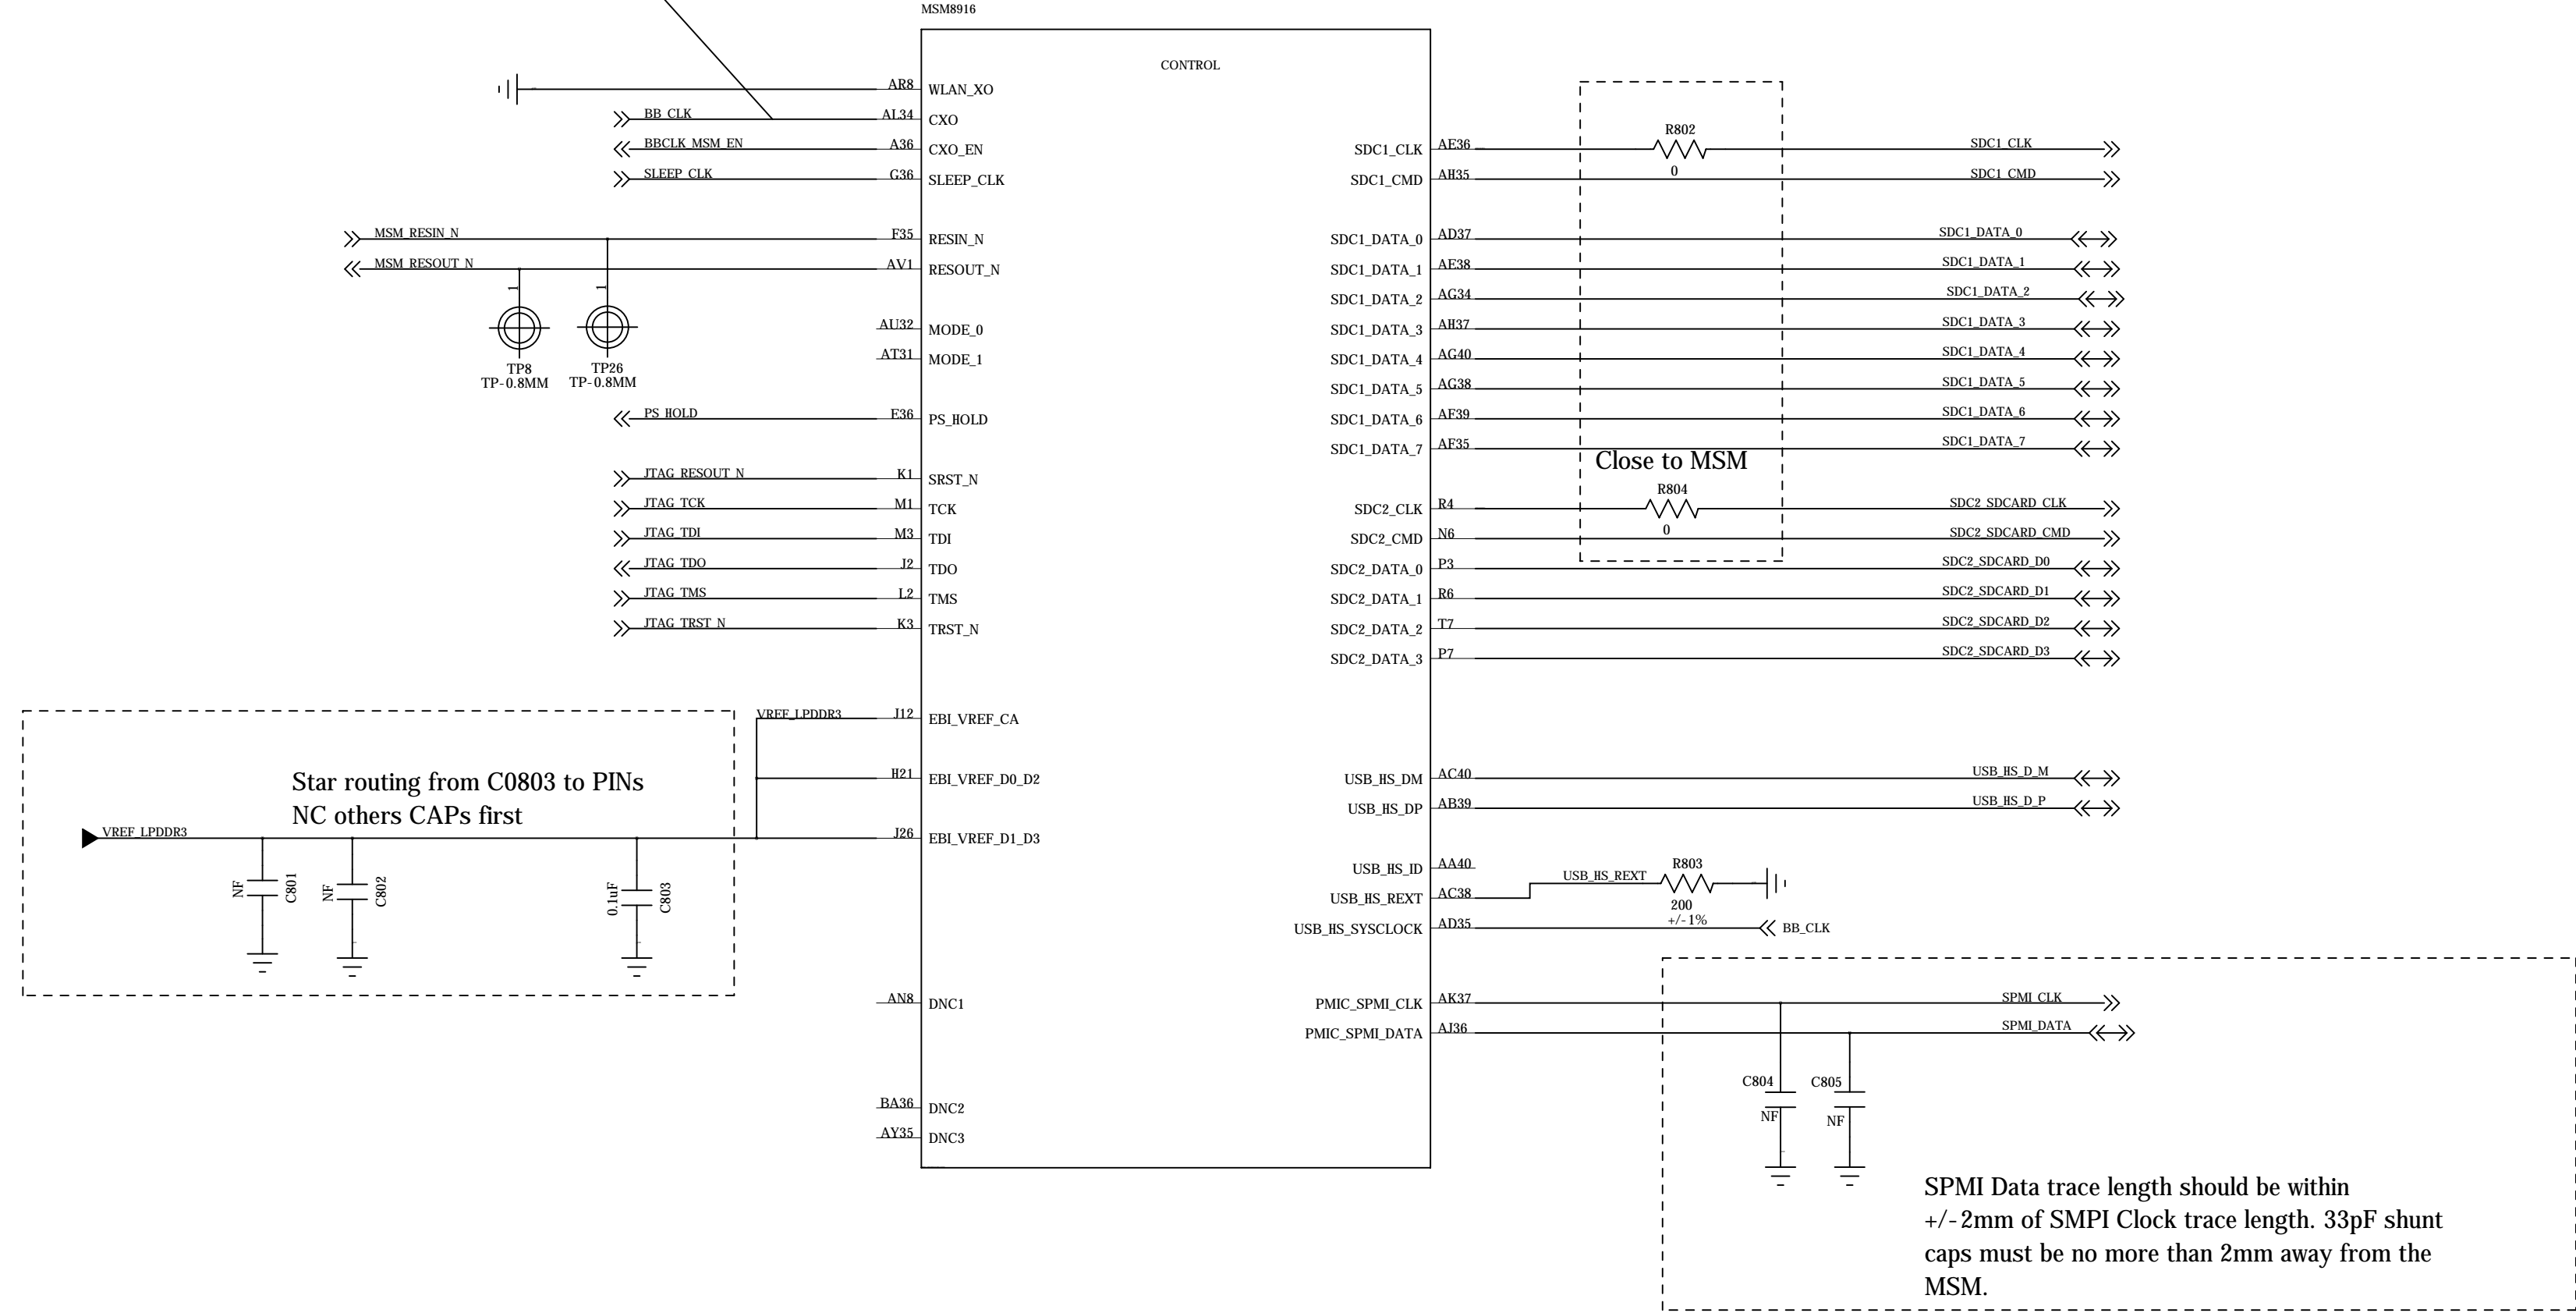 MSM8916
CONTROL
AR8 WLAN_XO
BB_CLK AL34 CXO
BBCLK_MSM_EN A36 CXO_EN
SLEEP_CLK G36 SLEEP_CLK
MSM_RESIN_N F35 RESIN_N
MSM_RESOUT_N AV1 RESOUT_N
1 1
TP8 TP26
TP-0.8MM TP-0.8MM
AU32 MODE_0
AT31 MODE_1
PS_HOLD E36 PS_HOLD
JTAG_RESOUT_N K1 SRST_N
JTAG_TCK M1 TCK
JTAG_TDI M3 TDI
JTAG_TDO J2 TDO
JTAG_TMS L2 TMS
JTAG_TRST_N K3 TRST_N
VREF_LPDDR3 J12 EBI_VREF_CA
H21 EBI_VREF_D0_D2
J26 EBI_VREF_D1_D3
Star routing from C0803 to PINs
NC others CAPs first
VREF_LPDDR3
NF C801
NF C802
0.1uF C803
AN8 DNC1
BA36 DNC2
AY35 DNC3
R802
SDC1_CLK AE36 SDC1_CLK
0
SDC1_CMD AH35 SDC1_CMD
SDC1_DATA_0 AD37 SDC1_DATA_0
SDC1_DATA_1 AE38 SDC1_DATA_1
SDC1_DATA_2 AG34 SDC1_DATA_2
SDC1_DATA_3 AH37 SDC1_DATA_3
SDC1_DATA_4 AG40 SDC1_DATA_4
SDC1_DATA_5 AG38 SDC1_DATA_5
SDC1_DATA_6 AF39 SDC1_DATA_6
SDC1_DATA_7 AF35 SDC1_DATA_7
Close to MSM
R804
SDC2_CLK R4 SDC2_SDCARD_CLK
0
SDC2_CMD N6 SDC2_SDCARD_CMD
SDC2_DATA_0 P3 SDC2_SDCARD_D0
SDC2_DATA_1 R6 SDC2_SDCARD_D1
SDC2_DATA_2 T7 SDC2_SDCARD_D2
SDC2_DATA_3 P7 SDC2_SDCARD_D3
USB_HS_DM AC40 USB_HS_D_M
USB_HS_DP AB39 USB_HS_D_P
USB_HS_ID AA40
USB_HS_REXT AC38 USB_HS_REXT
R803
200
+/-1%
USB_HS_SYSCLOCK AD35 BB_CLK
PMIC_SPMI_CLK AK37 SPMI_CLK
PMIC_SPMI_DATA AJ36 SPMI_DATA
C804 C805
NF NF
SPMI Data trace length should be within
+/-2mm of SMPI Clock trace length. 33pF shunt
caps must be no more than 2mm away from the
MSM.